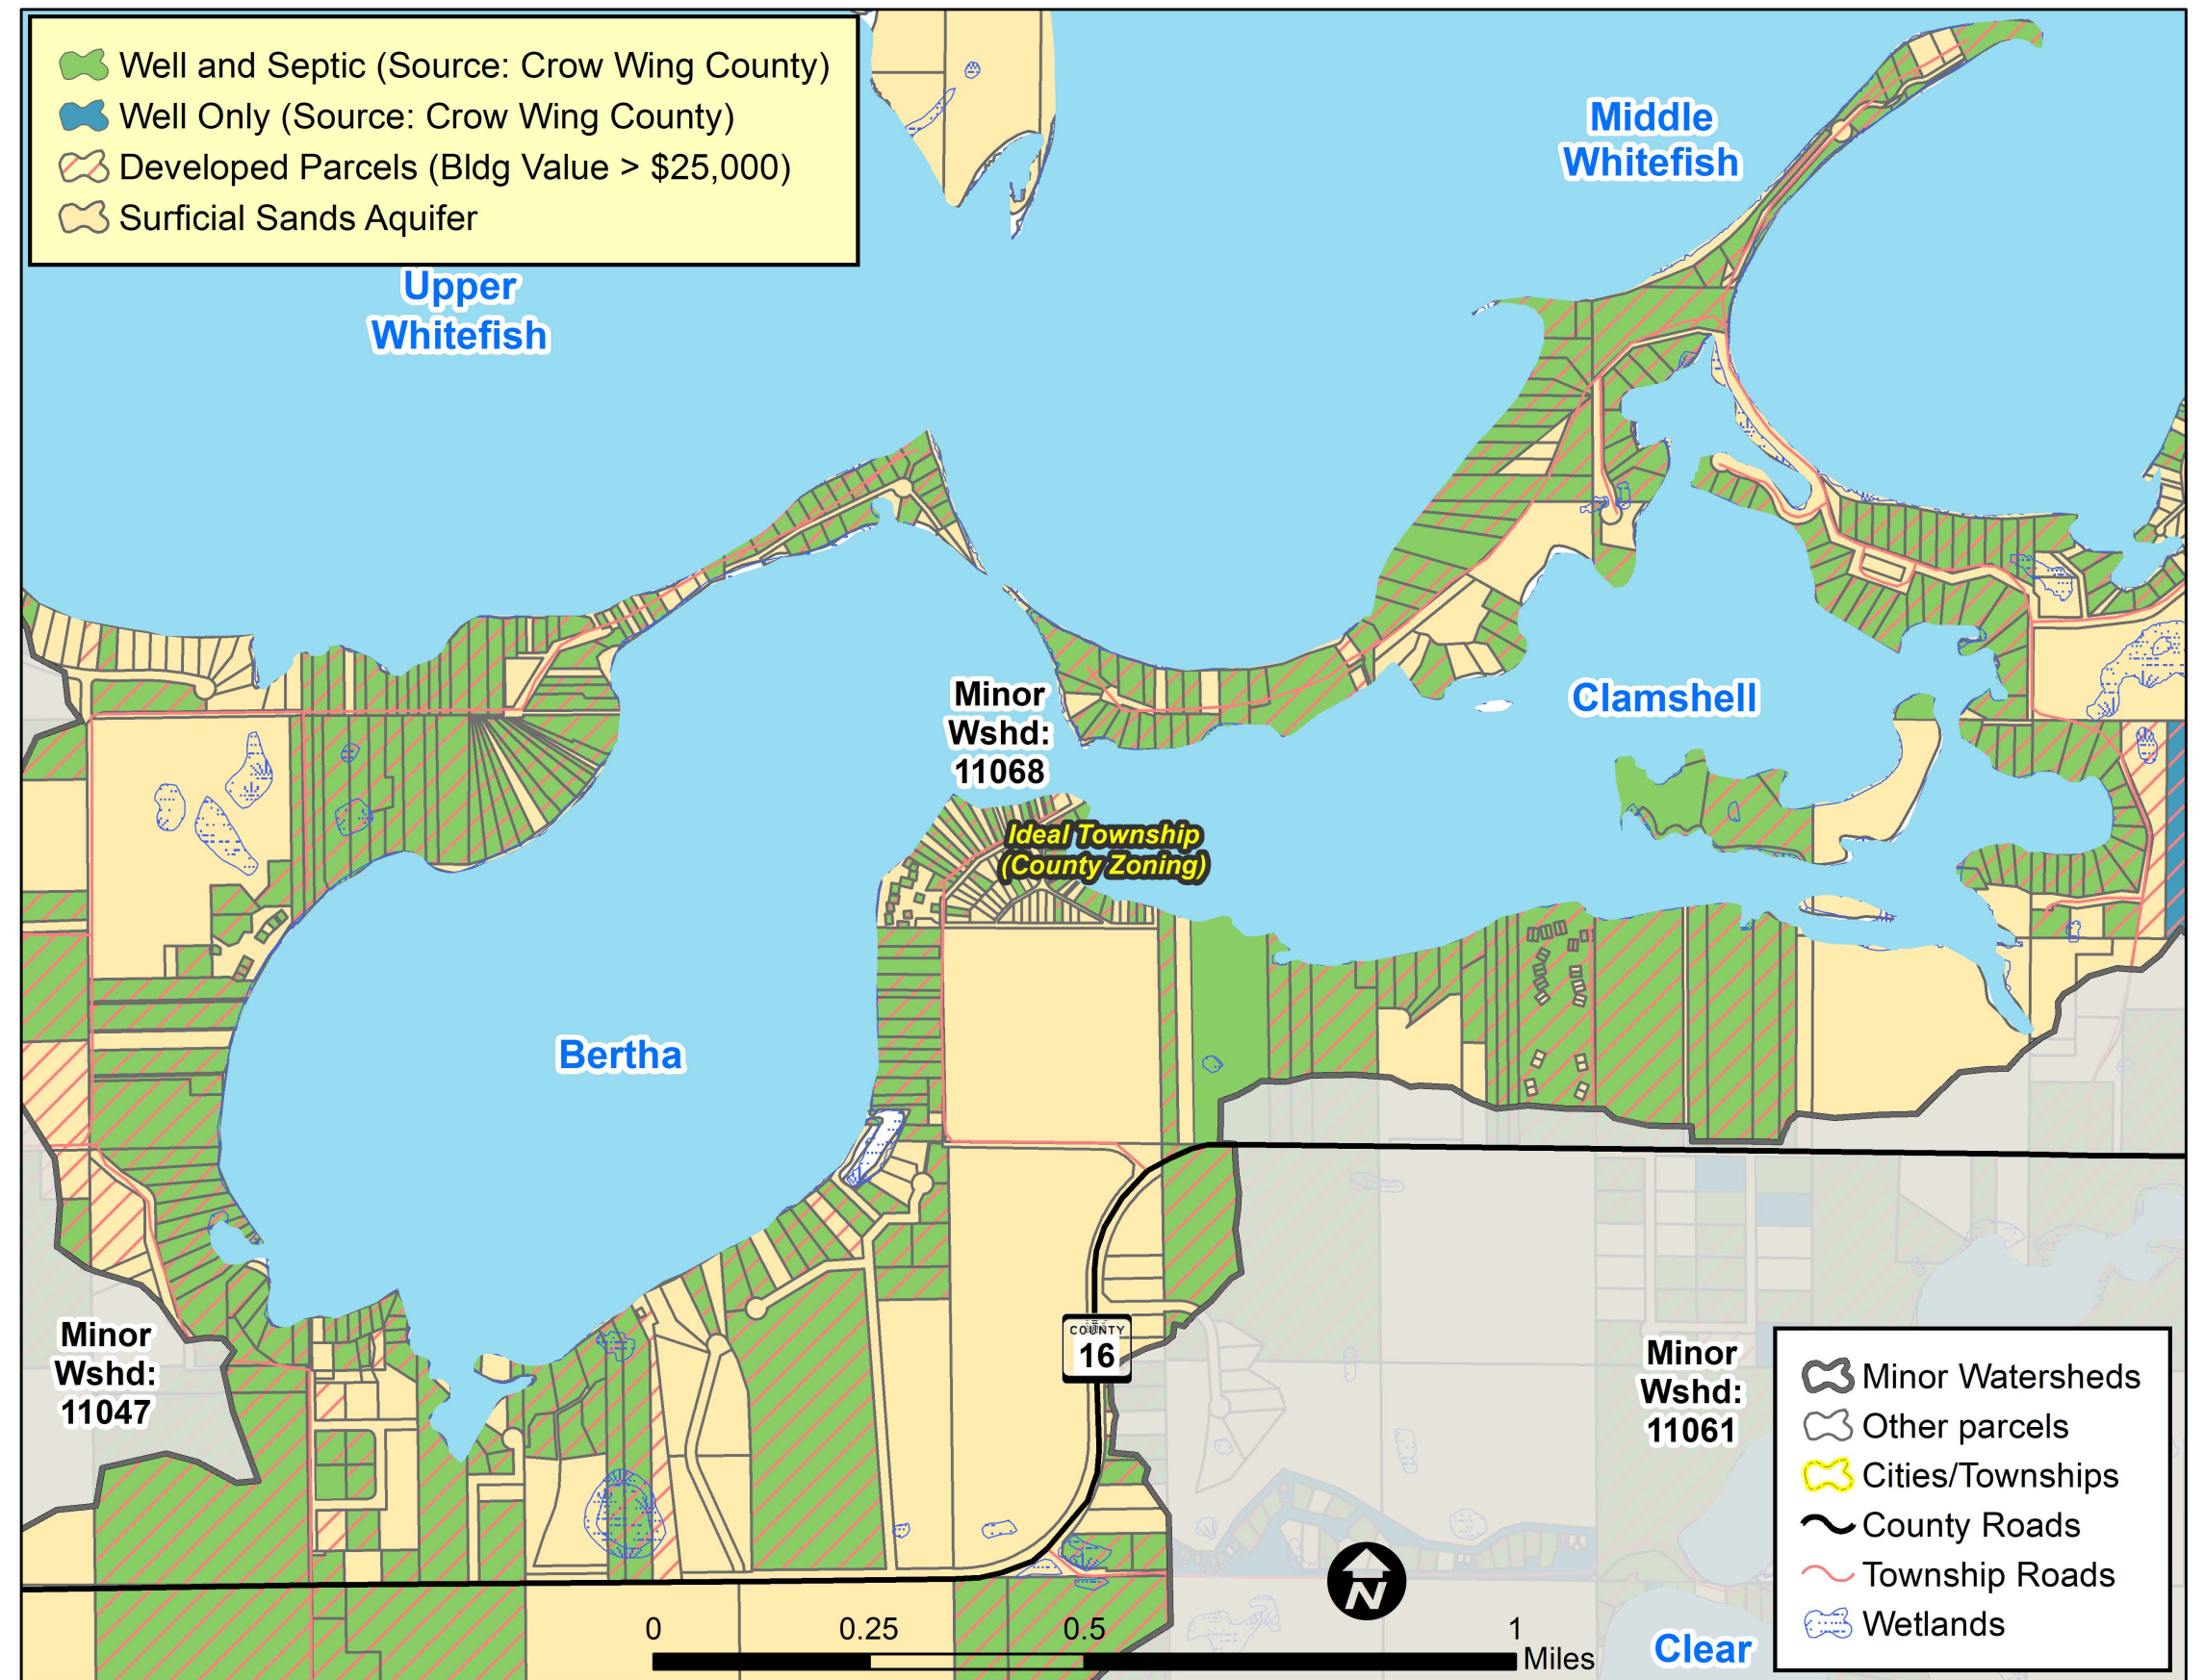 Well and Septic (Source: Crow Wing County)
Well Only (Source: Crow Wing County)
Developed Parcels (Bldg Value > $25,000)
Surficial Sands Aquifer
Middle
Whitefish
Upper
Whitefish
Minor
Wshd:
11068
Clamshell
Ideal Township
(County Zoning)
Bertha
Minor
Wshd:
11047
COUNTY
16
Minor
Wshd:
11061
Minor Watersheds
Other parcels
Cities/Townships
County Roads
Township Roads
Wetlands
N
0 0.25 0.5 1
Miles
Clear